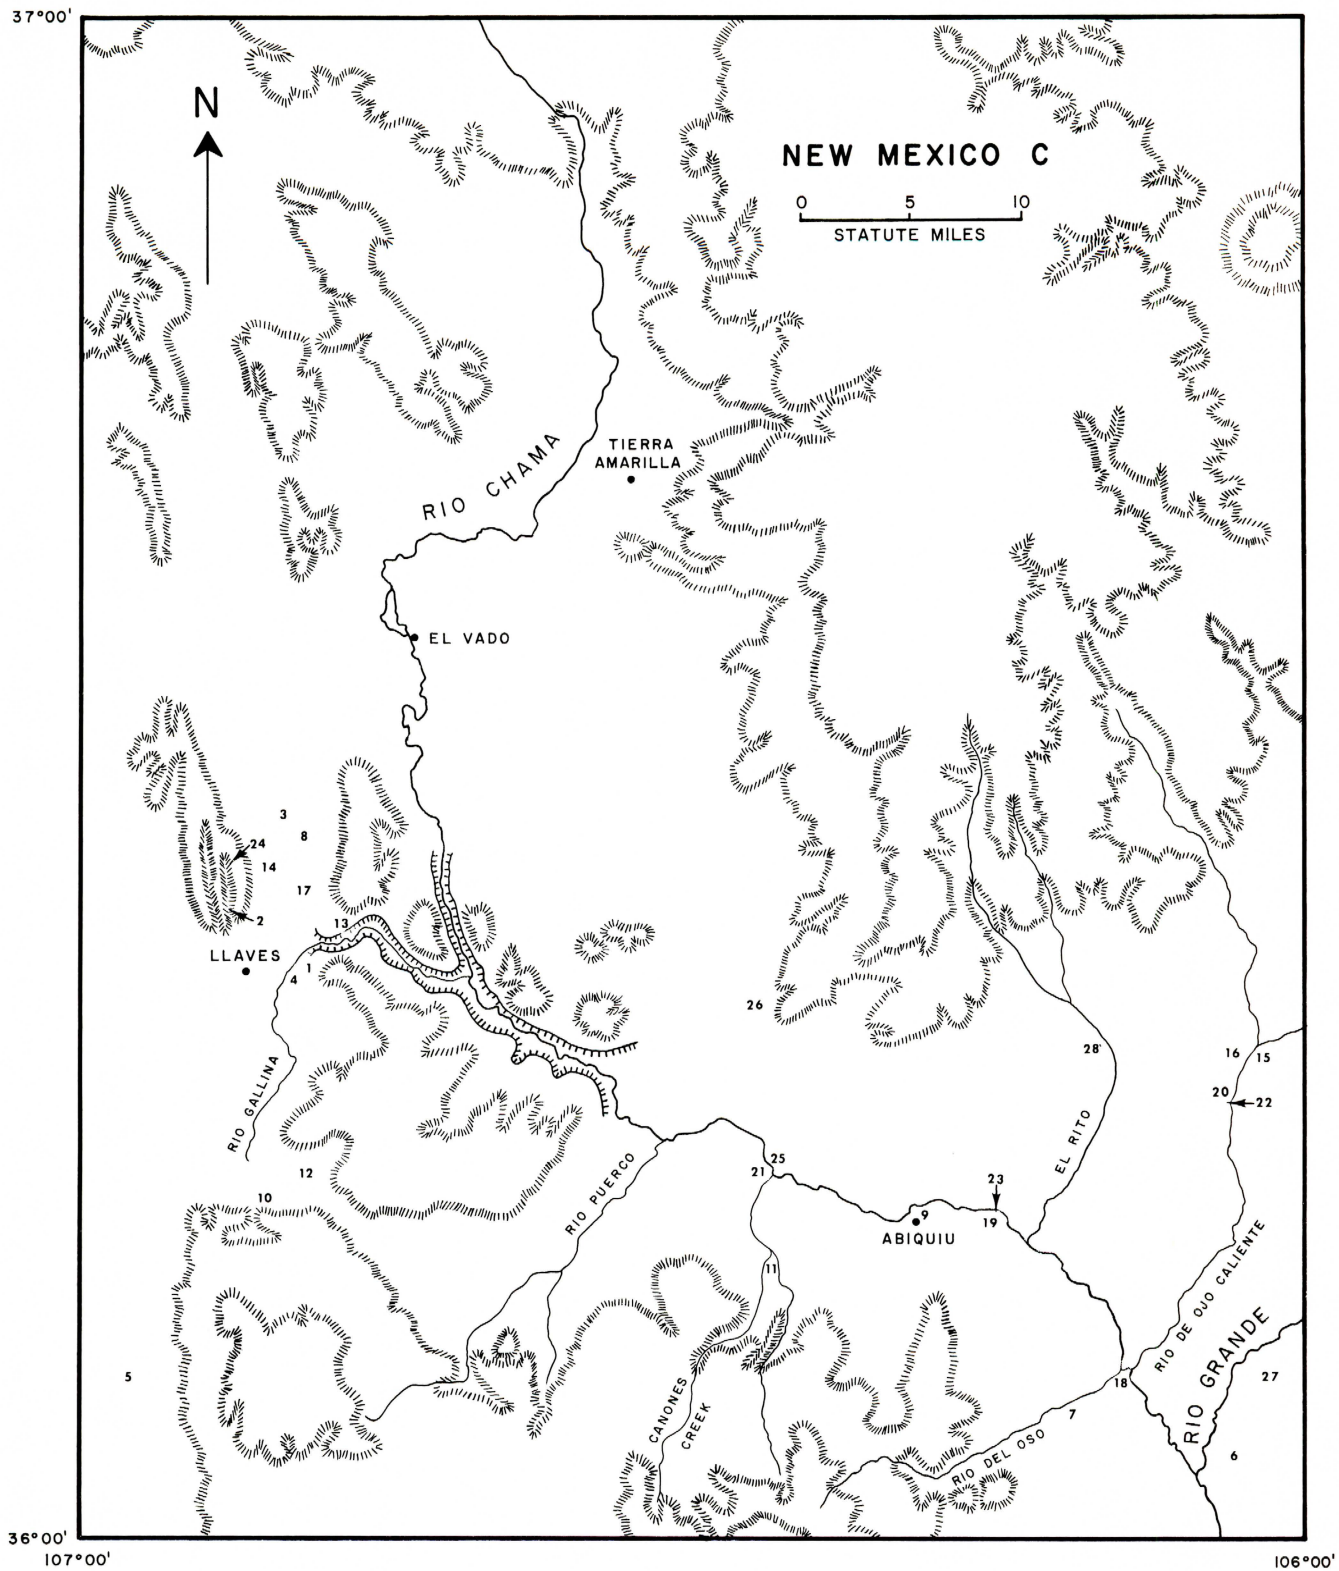 37°00'
N
NEW MEXICO C
0 5 10
STATUTE MILES
RIO CHAMA
TIERRA
AMARILLA
EL VADO
3
8
24
14
17
2
13
LLAVES
1
4
26
28
16 15
20 22
RIO GALLINA
EL RITO
12
10
RIO PUERCO
25
21
23
9
19
ABIQUIU
11
RIO DE OJO CALIENTE
RIO GRANDE
5
18
27
CANONES
CREEK
7
RIO DEL OSO
6
36°00'
107°00'
106°00'